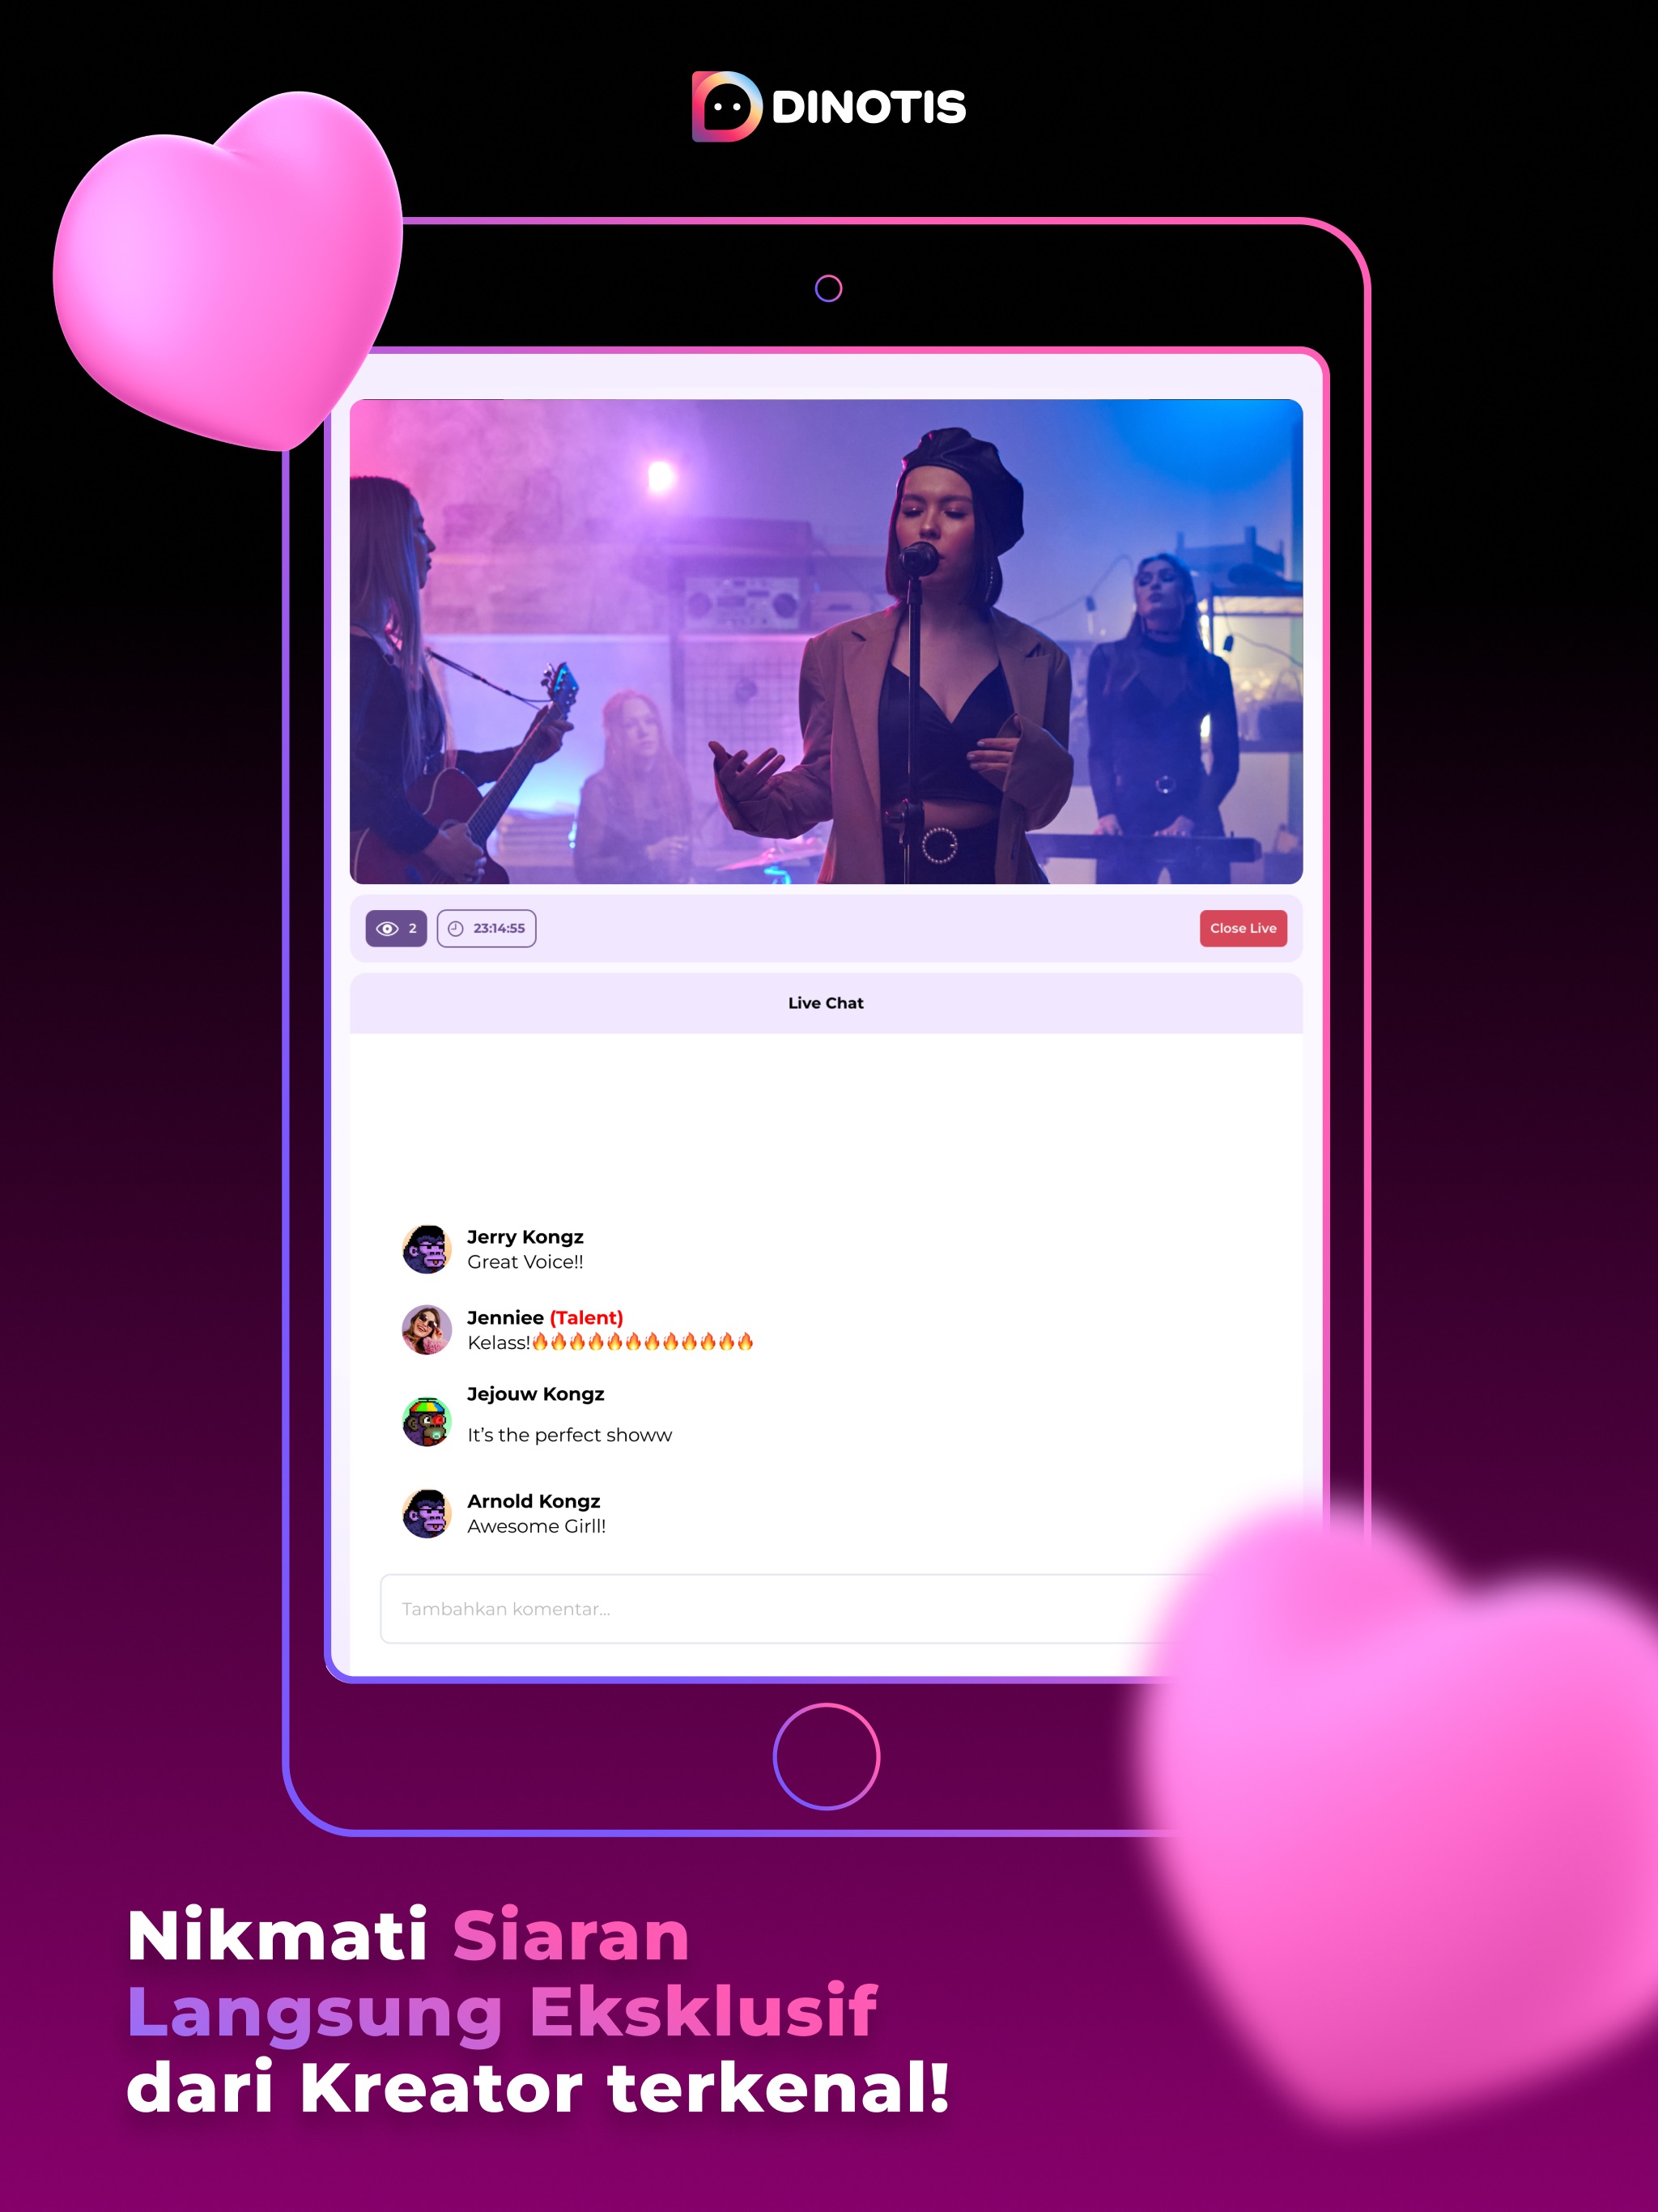 DINOTIS
2
23:14:55
Close Live
Live Chat
Jerry Kongz
Great Voice!!
Jenniee (Talent)
Kelass!🔥🔥🔥🔥🔥🔥🔥🔥🔥🔥🔥🔥
Jejouw Kongz
It's the perfect showw
Arnold Kongz
Awesome Girll!
Tambahkan komentar...
Nikmati Siaran
Langsung Eksklusif
dari Kreator terkenal!